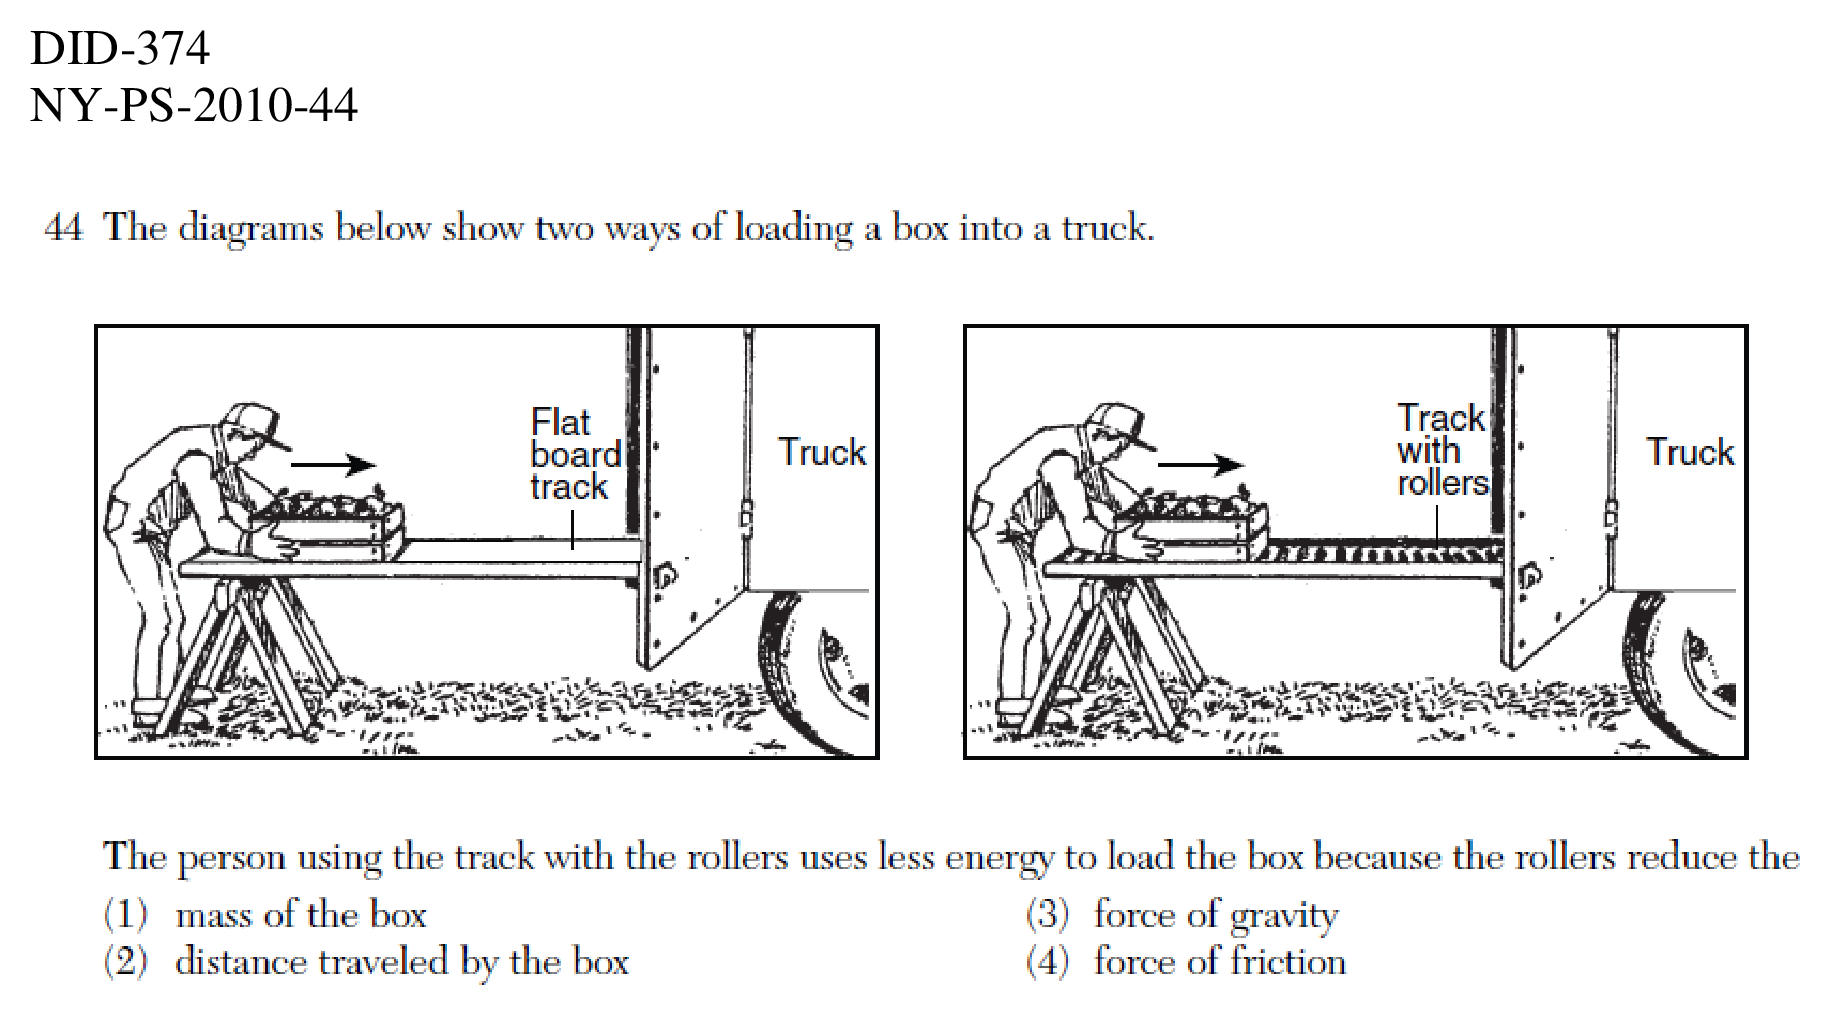 DID-374
NY-PS-2010-44
44 The diagrams below show two ways of loading a box into a truck.
Flat
board
track
Truck
Track
with
rollers
Truck
The person using the track with the rollers uses less energy to load the box because the rollers reduce the
(1) mass of the box
(2) distance traveled by the box
(3) force of gravity
(4) force of friction